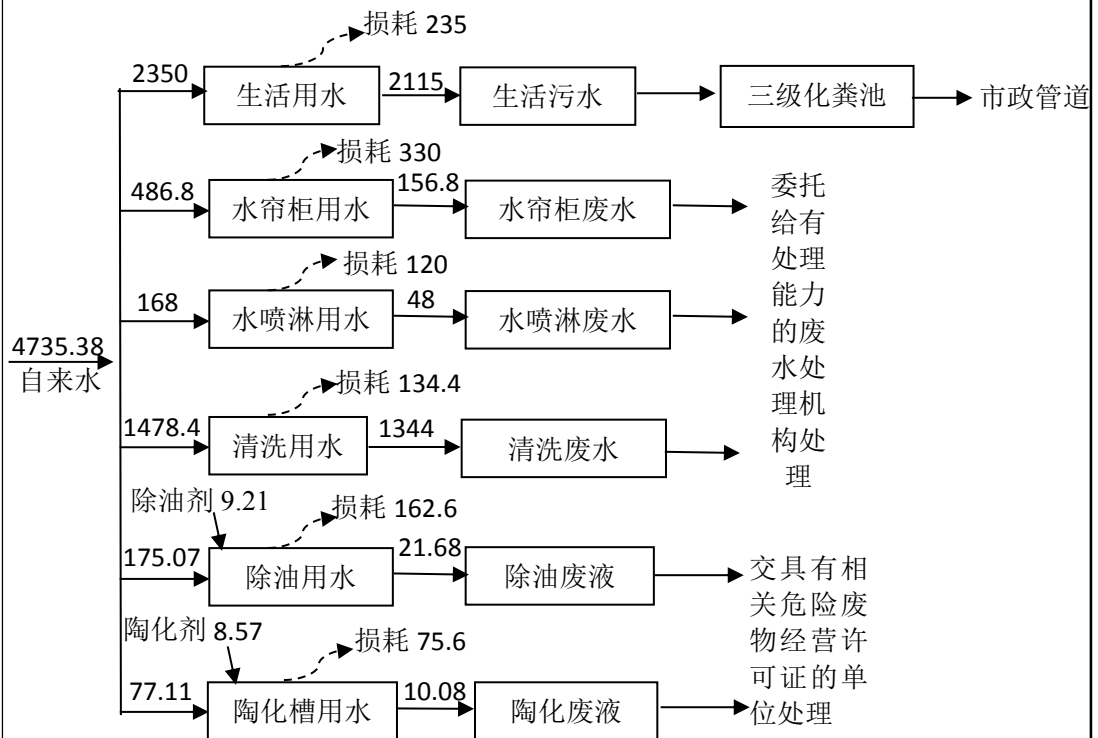 损耗 235
2350
生活用水
2115
生活污水
三级化粪池
市政管道
损耗 330
486.8
水帘柜用水
156.8
水帘柜废水
损耗 120
168
水喷淋用水
48
水喷淋废水
委托
给有
处理
能力
的废
水处
理机
构处
理
4735.38
自来水
损耗 134.4
1478.4
清洗用水
1344
清洗废水
除油剂 9.21
损耗 162.6
175.07
除油用水
21.68
除油废液
陶化剂 8.57
损耗 75.6
77.11
陶化槽用水
10.08
陶化废液
交具有相
关危险废
物经营许
可证的单
位处理